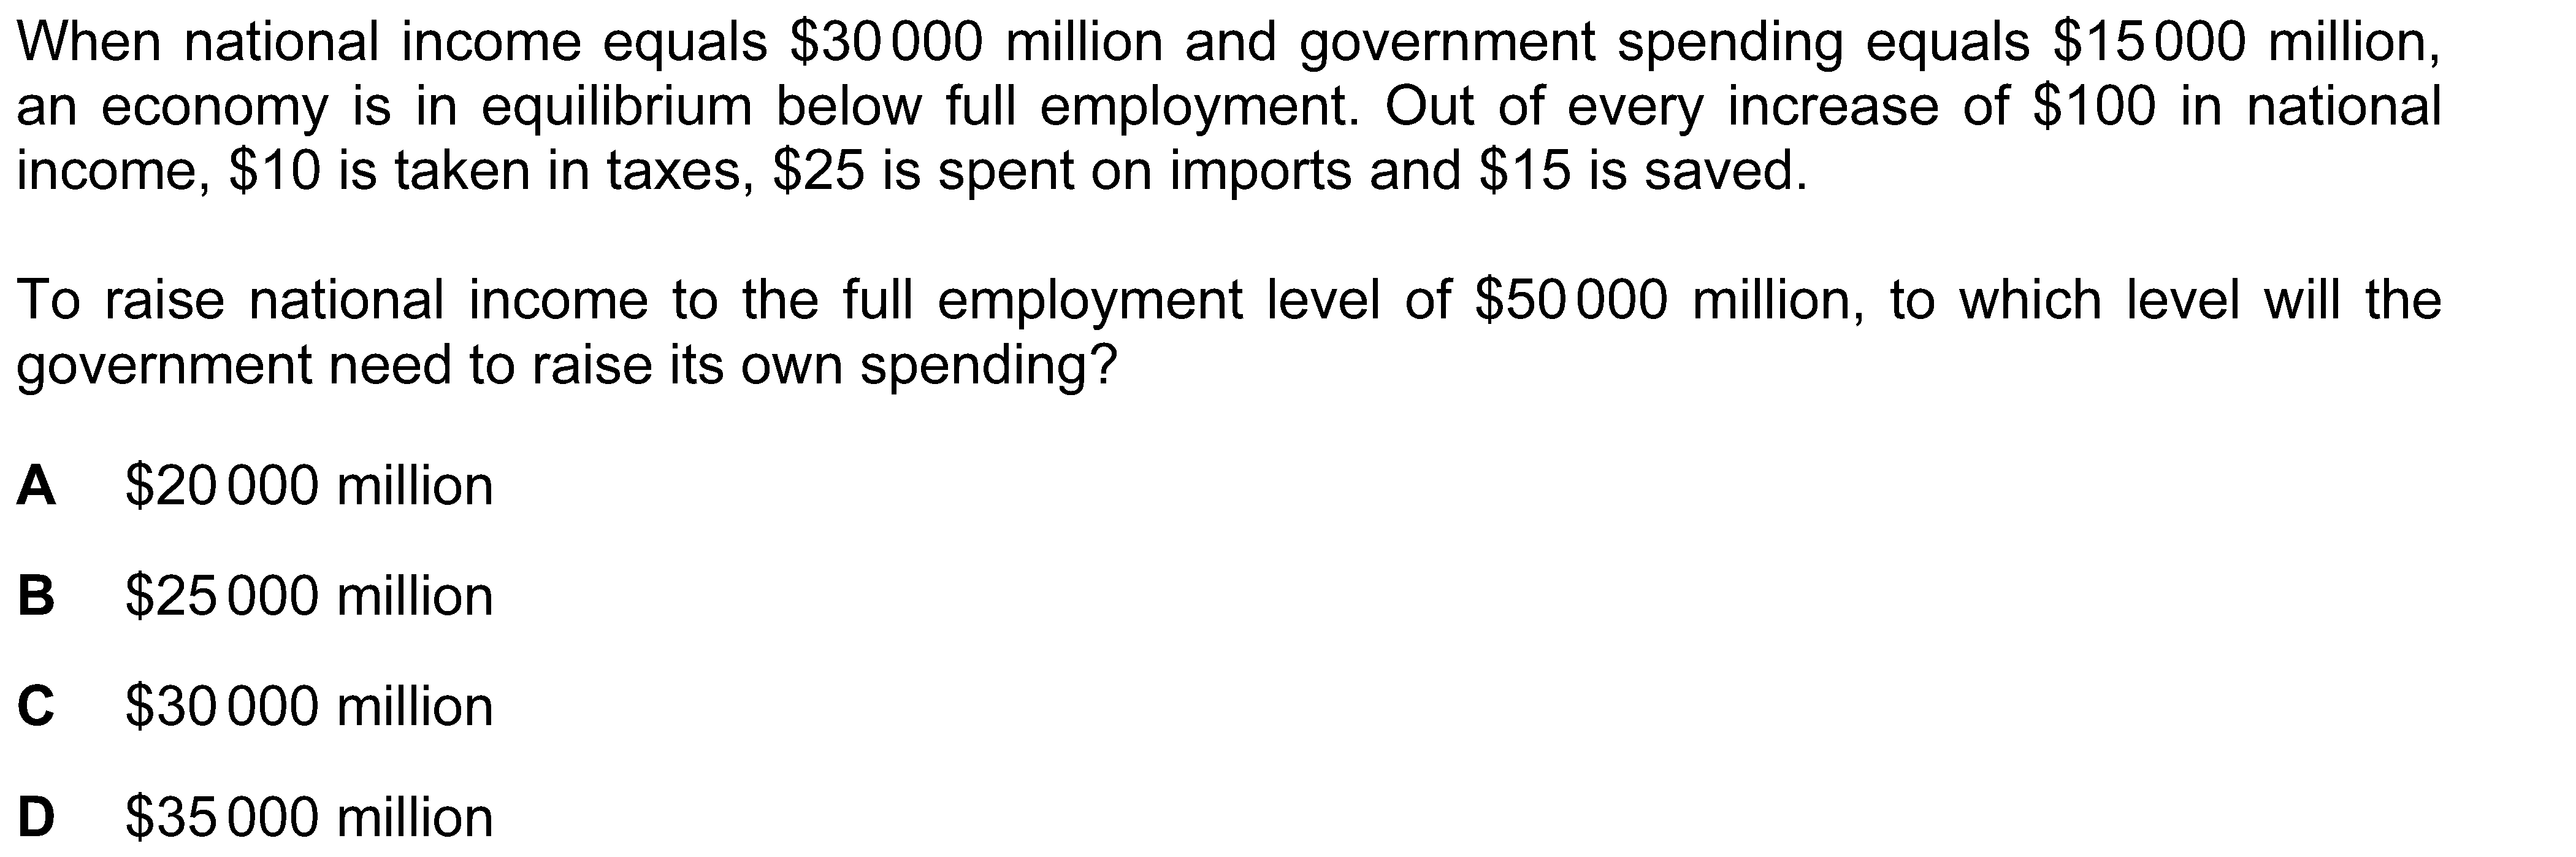 When national income equals $30 000 million and government spending equals $15 000 million,
an economy is in equilibrium below full employment. Out of every increase of $100 in national
income, $10 is taken in taxes, $25 is spent on imports and $15 is saved.
To raise national income to the full employment level of $50 000 million, to which level will the
government need to raise its own spending?
A $20 000 million
B $25 000 million
C $30 000 million
D $35 000 million